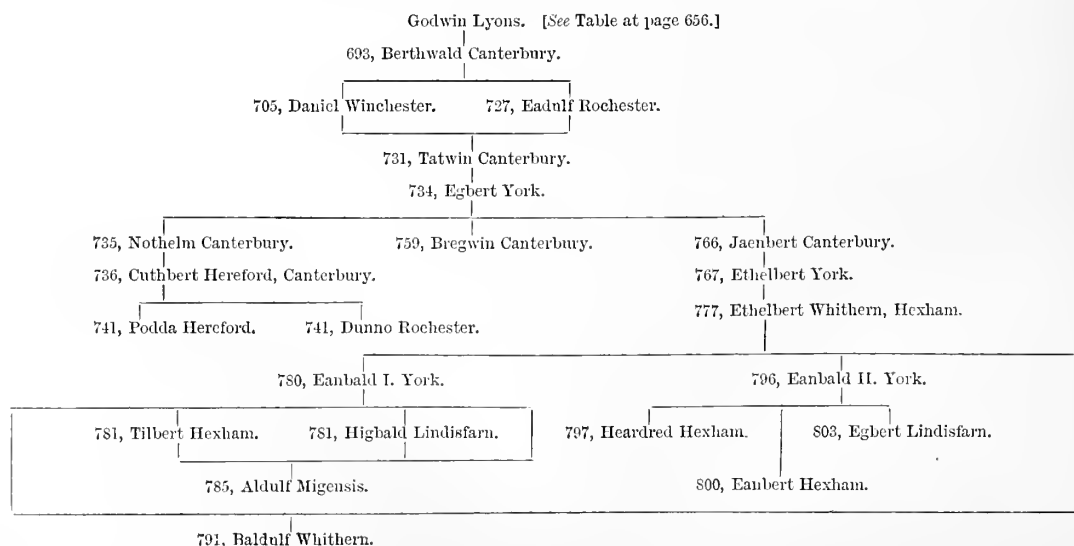 Godwin Lyons. [See Table at page 656.]
693, Berthwald Canterbury.
705, Daniel Winchester. 727, Eadulf Rochester.
731, Tatwin Canterbury.
734, Egbert York.
735, Nothelm Canterbury. 759, Bregwin Canterbury. 766, Jaenbert Canterbury.
736, Cuthbert Hereford, Canterbury. 767, Ethelbert York.
777, Ethelbert Whithern, Hexham.
741, Podda Hereford. 741, Dunno Rochester.
780, Eanbald I. York. 796, Eanbald II. York.
781, Tilbert Hexham. 781, Higbald Lindisfarn. 797, Heardred Hexham. 803, Egbert Lindisfarn.
785, Aldulf Migensis. 800, Eanbert Hexham.
791, Baldulf Whithern.